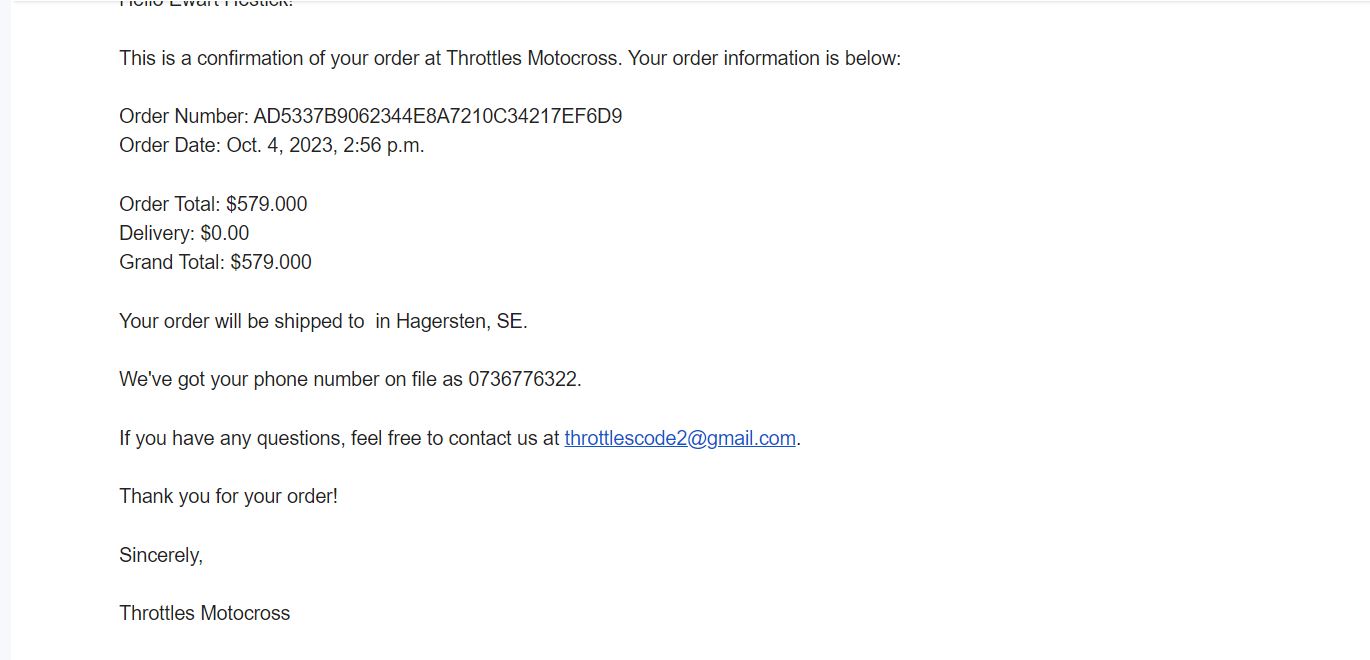 This is a confirmation of your order at Throttles Motocross. Your order information is below:
Order Number: AD5337B9062344E8A7210C34217EF6D9
Order Date: Oct. 4, 2023, 2:56 p.m.
Order Total: $579.000
Delivery: $0.00
Grand Total: $579.000
Your order will be shipped to  in Hagersten, SE.
We've got your phone number on file as 0736776322.
If you have any questions, feel free to contact us at throttlescode2@gmail.com.
Thank you for your order!
Sincerely,
Throttles Motocross